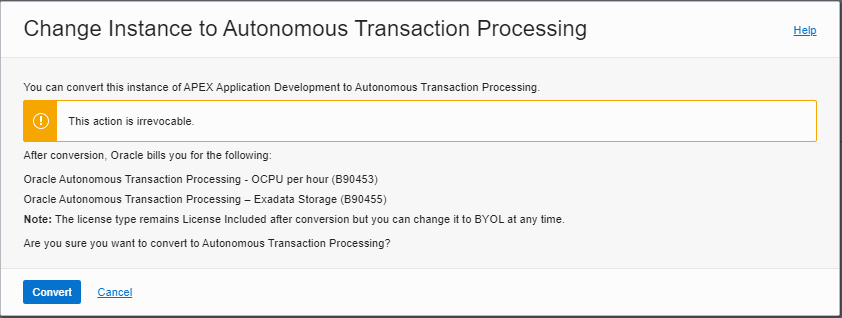 Change Instance to Autonomous Transaction Processing
Help
You can convert this instance of APEX Application Development to Autonomous Transaction Processing.
This action is irrevocable.
After conversion, Oracle bills you for the following:
Oracle Autonomous Transaction Processing - OCPU per hour (B90453)
Oracle Autonomous Transaction Processing – Exadata Storage (B90455)
Note: The license type remains License Included after conversion but you can change it to BYOL at any time.
Are you sure you want to convert to Autonomous Transaction Processing?
Convert Cancel